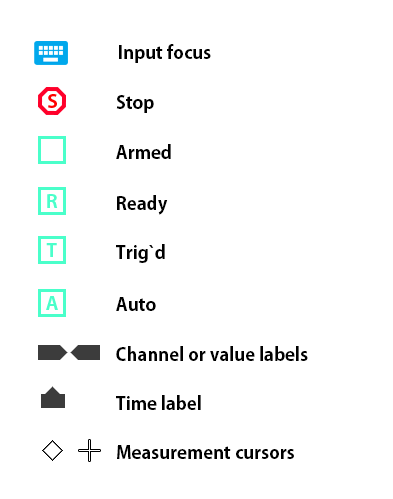 Input focus
S Stop
Armed
R Ready
T Trig`d
A Auto
Channel or value labels
Time label
Measurement cursors